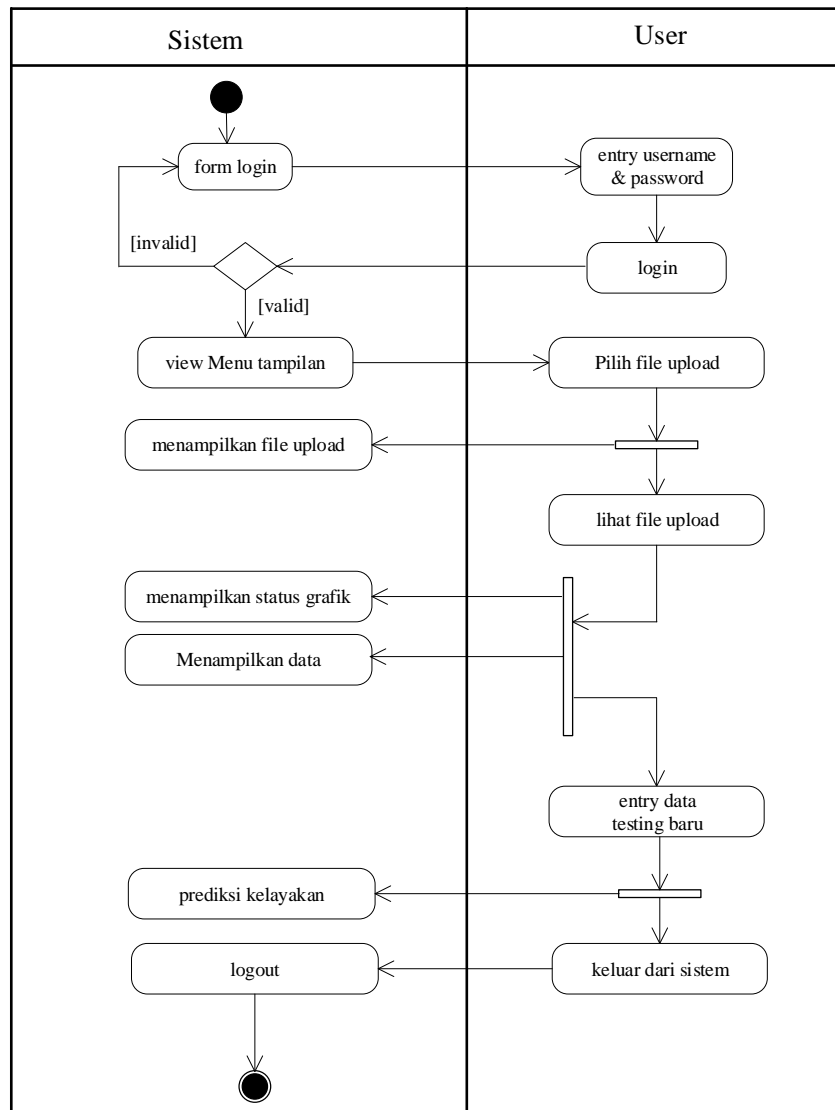 Sistem
User
form login
entry username
& password
[invalid]
login
[valid]
view Menu tampilan
Pilih file upload
menampilkan file upload
lihat file upload
menampilkan status grafik
Menampilkan data
entry data
testing baru
prediksi kelayakan
logout
keluar dari sistem